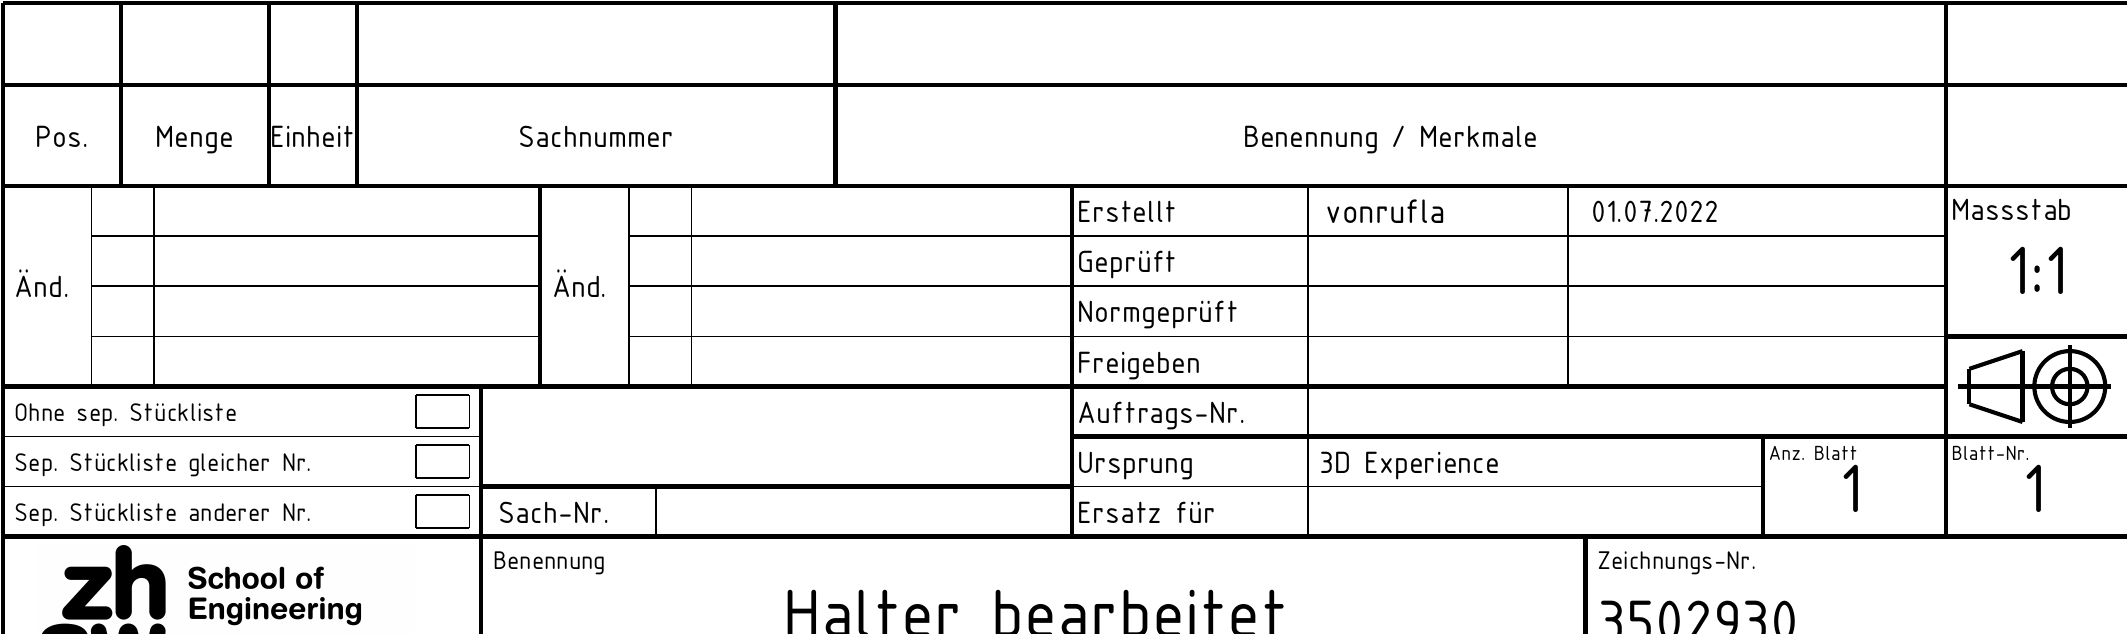 Pos. Menge Einheit Sachnummer Benennung / Merkmale
Erstellt vonrufla 01.07.2022 Massstab
Geprüft 1:1
Änd. Änd.
Normgeprüft
Freigeben
Ohne sep. Stückliste Auftrags-Nr.
Sep. Stückliste gleicher Nr. Ursprung 3D Experience Anz. Blatt 1 Blatt-Nr. 1
Sep. Stückliste anderer Nr. Sach-Nr. Ersatz für
Benennung Zeichnungs-Nr.
zh School of
Engineering
Halter bearbeitet 3502930